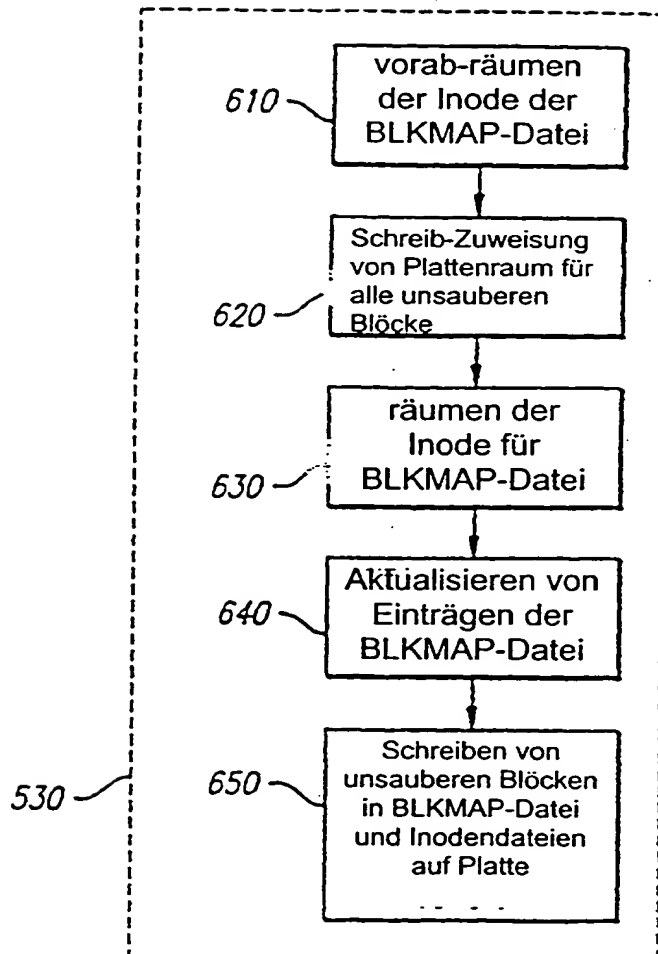 610
vorab-räumen
der Inode der
BLKMAP-Datei
620
Schreib-Zuweisung
von Plattenraum für
alle unsauberen
Blöcke
630
räumen der
Inode für
BLKMAP-Datei
640
Aktualisieren von
Einträgen der
BLKMAP-Datei
530
650
Schreiben von
unsauberen Blöcken
in BLKMAP-Datei
und Inodendateien
auf Platte